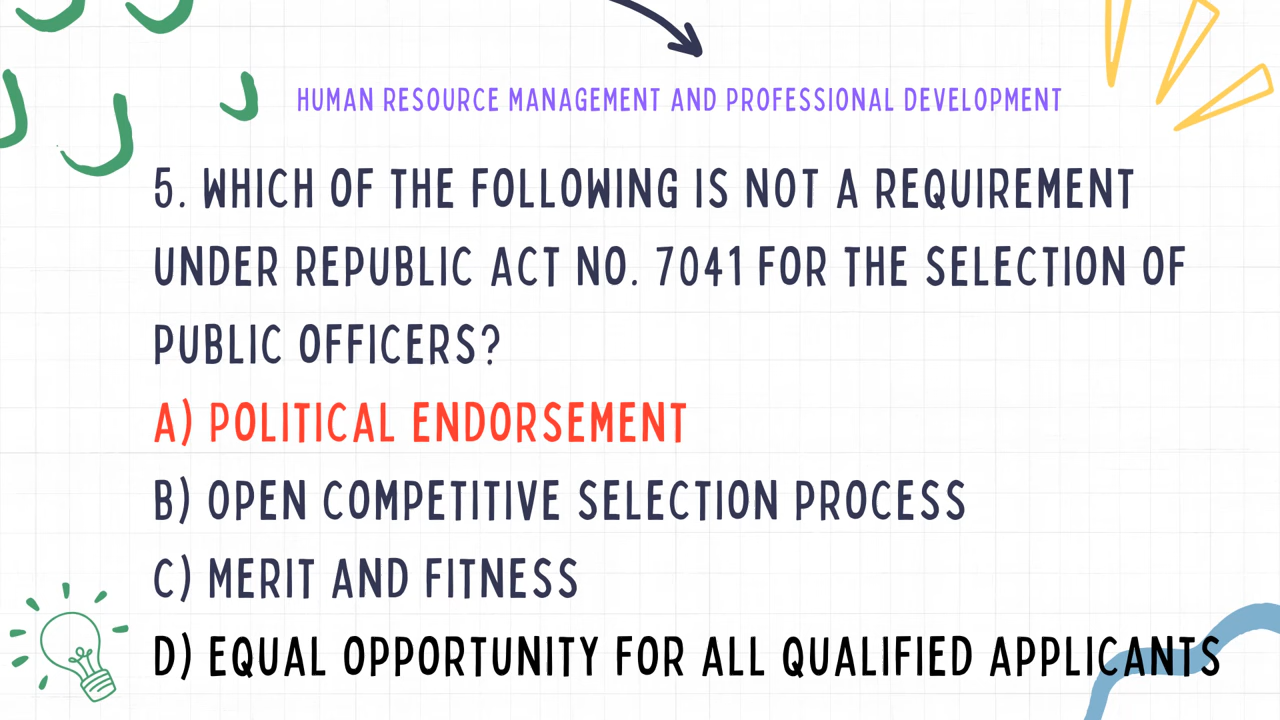 HUMAN RESOURCE MANAGEMENT AND PROFESSIONAL DEVELOPMENT
5. WHICH OF THE FOLLOWING IS NOT A REQUIREMENT
UNDER REPUBLIC ACT NO. 7041 FOR THE SELECTION OF
PUBLIC OFFICERS?
A) POLITICAL ENDORSEMENT
B) OPEN COMPETITIVE SELECTION PROCESS
C) MERIT AND FITNESS
D) EQUAL OPPORTUNITY FOR ALL QUALIFIED APPLICANTS